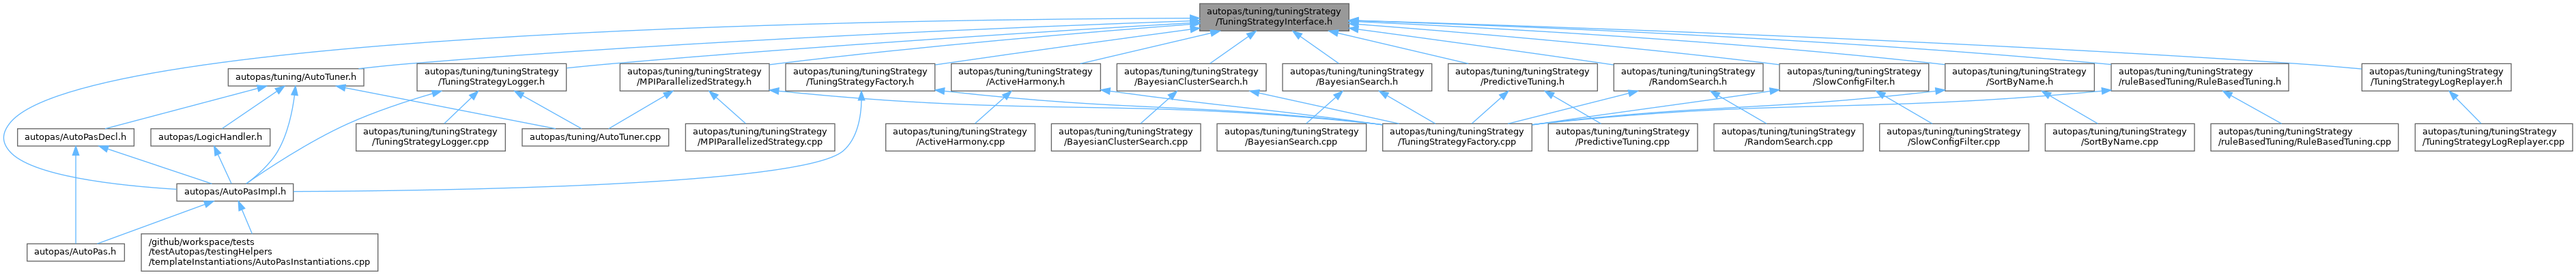 autopas/tuning/tuningStrategy
/TuningStrategyInterface.h
autopas/tuning/AutoTuner.h
autopas/tuning/tuningStrategy
/TuningStrategyLogger.h
autopas/tuning/tuningStrategy
/MPIParallelizedStrategy.h
autopas/tuning/tuningStrategy
/TuningStrategyFactory.h
autopas/tuning/tuningStrategy
/ActiveHarmony.h
autopas/tuning/tuningStrategy
/BayesianClusterSearch.h
autopas/tuning/tuningStrategy
/BayesianSearch.h
autopas/tuning/tuningStrategy
/PredictiveTuning.h
autopas/tuning/tuningStrategy
/RandomSearch.h
autopas/tuning/tuningStrategy
/SlowConfigFilter.h
autopas/tuning/tuningStrategy
/SortByName.h
autopas/tuning/tuningStrategy
/ruleBasedTuning/RuleBasedTuning.h
autopas/tuning/tuningStrategy
/TuningStrategyLogReplayer.h
autopas/AutoPasDecl.h
autopas/LogicHandler.h
autopas/tuning/tuningStrategy
/TuningStrategyLogger.cpp
autopas/tuning/AutoTuner.cpp
autopas/tuning/tuningStrategy
/MPIParallelizedStrategy.cpp
autopas/tuning/tuningStrategy
/ActiveHarmony.cpp
autopas/tuning/tuningStrategy
/BayesianClusterSearch.cpp
autopas/tuning/tuningStrategy
/BayesianSearch.cpp
autopas/tuning/tuningStrategy
/TuningStrategyFactory.cpp
autopas/tuning/tuningStrategy
/PredictiveTuning.cpp
autopas/tuning/tuningStrategy
/RandomSearch.cpp
autopas/tuning/tuningStrategy
/SlowConfigFilter.cpp
autopas/tuning/tuningStrategy
/SortByName.cpp
autopas/tuning/tuningStrategy
/ruleBasedTuning/RuleBasedTuning.cpp
autopas/tuning/tuningStrategy
/TuningStrategyLogReplayer.cpp
autopas/AutoPasImpl.h
autopas/AutoPas.h
/github/workspace/tests
/testAutopas/testingHelpers
/templateInstantiations/AutoPasInstantiations.cpp